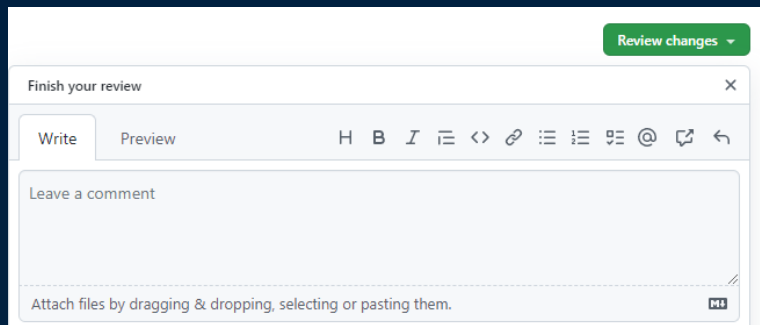 Review changes
Finish your review
Write Preview H B I <> @
Leave a comment
Attach files by dragging & dropping, selecting or pasting them.
M